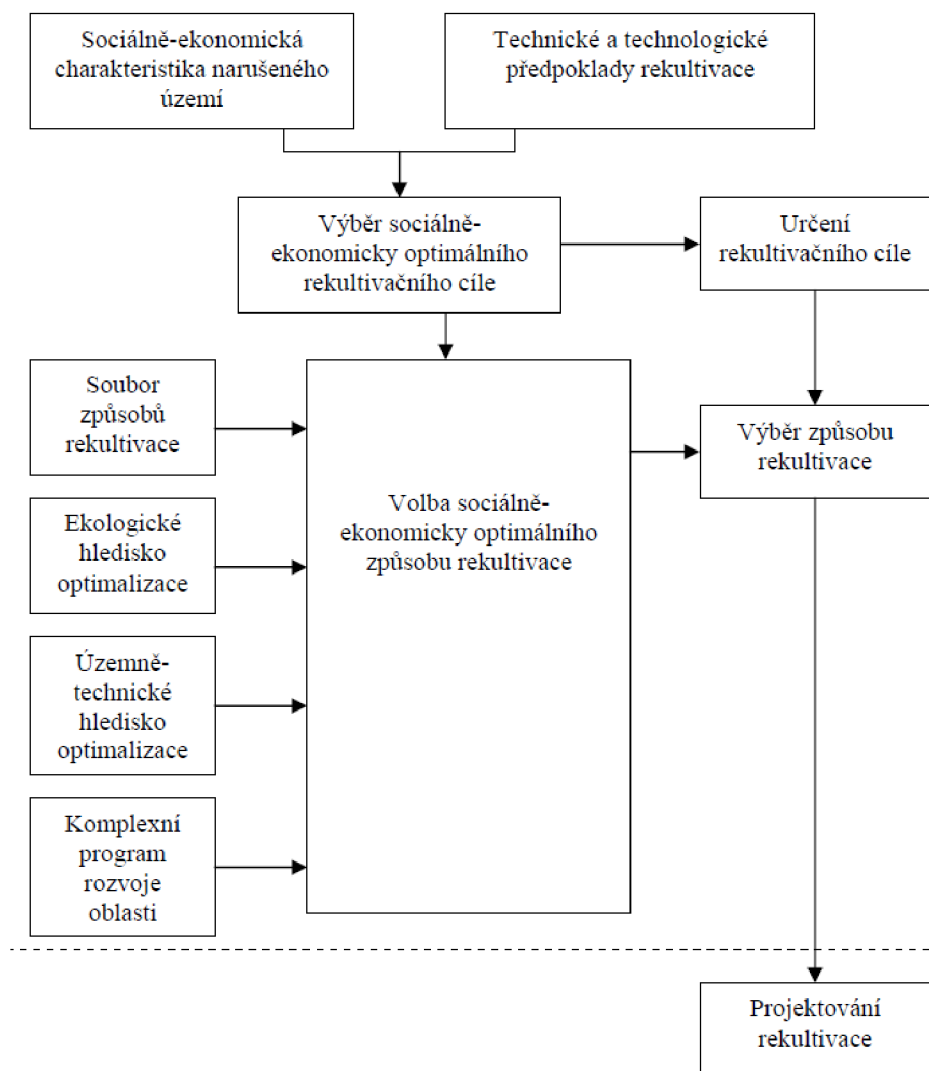 Sociálně-ekonomická
charakteristika narušeného
území
Technické a technologické
předpoklady rekultivace
Výběr sociálně-
ekonomicky optimálního
rekultivačního cíle
Určení
rekultivačního cíle
Soubor
způsobů
rekultivace
Výběr způsobu
rekultivace
Volba sociálně-
ekonomicky optimálního
způsobu rekultivace
Ekologické
hledisko
optimalizace
Územně-
technické
hledisko
optimalizace
Komplexní
program
rozvoje
oblasti
Projektování
rekultivace